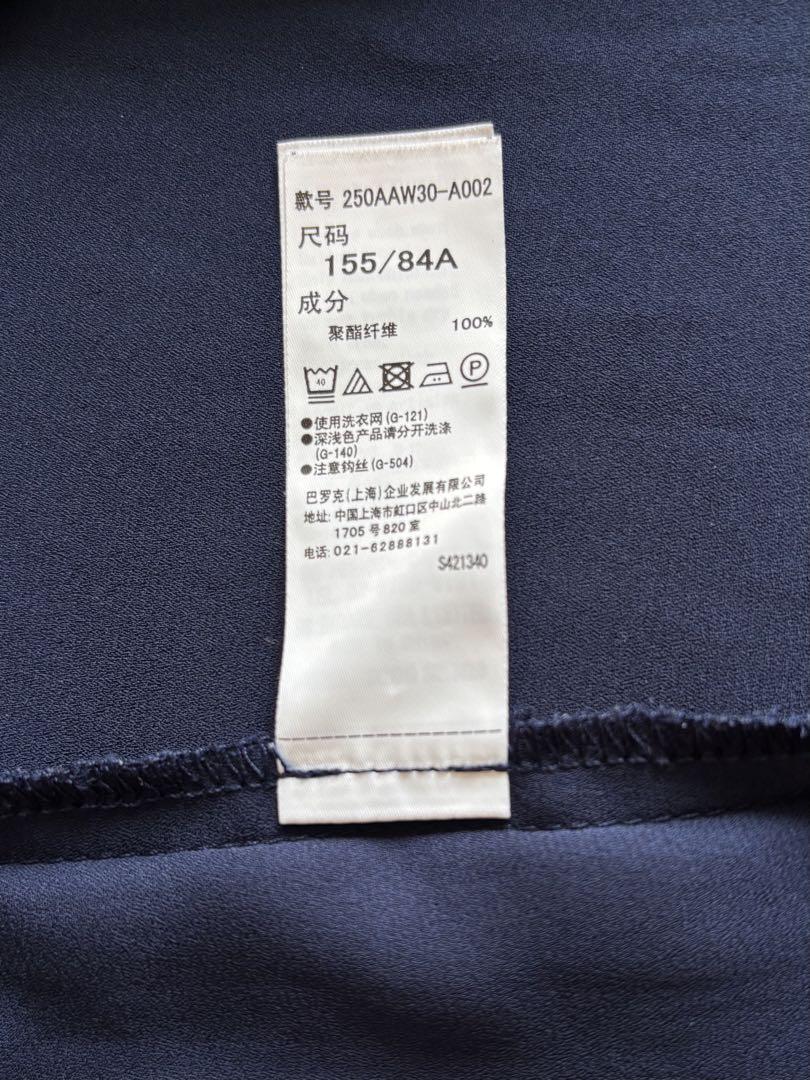 款号 250AAW30-A002
尺码
155/84A
成分
聚酯纤维 100%
40 P
●使用洗衣网(G-121)
●深浅色产品请分开洗涤
(G-140)
●注意钩丝(G-504)
巴罗克(上海)企业发展有限公司
地址: 中国上海市虹口区中山北二路
1705号820室
电话: 021-62888131
S421340